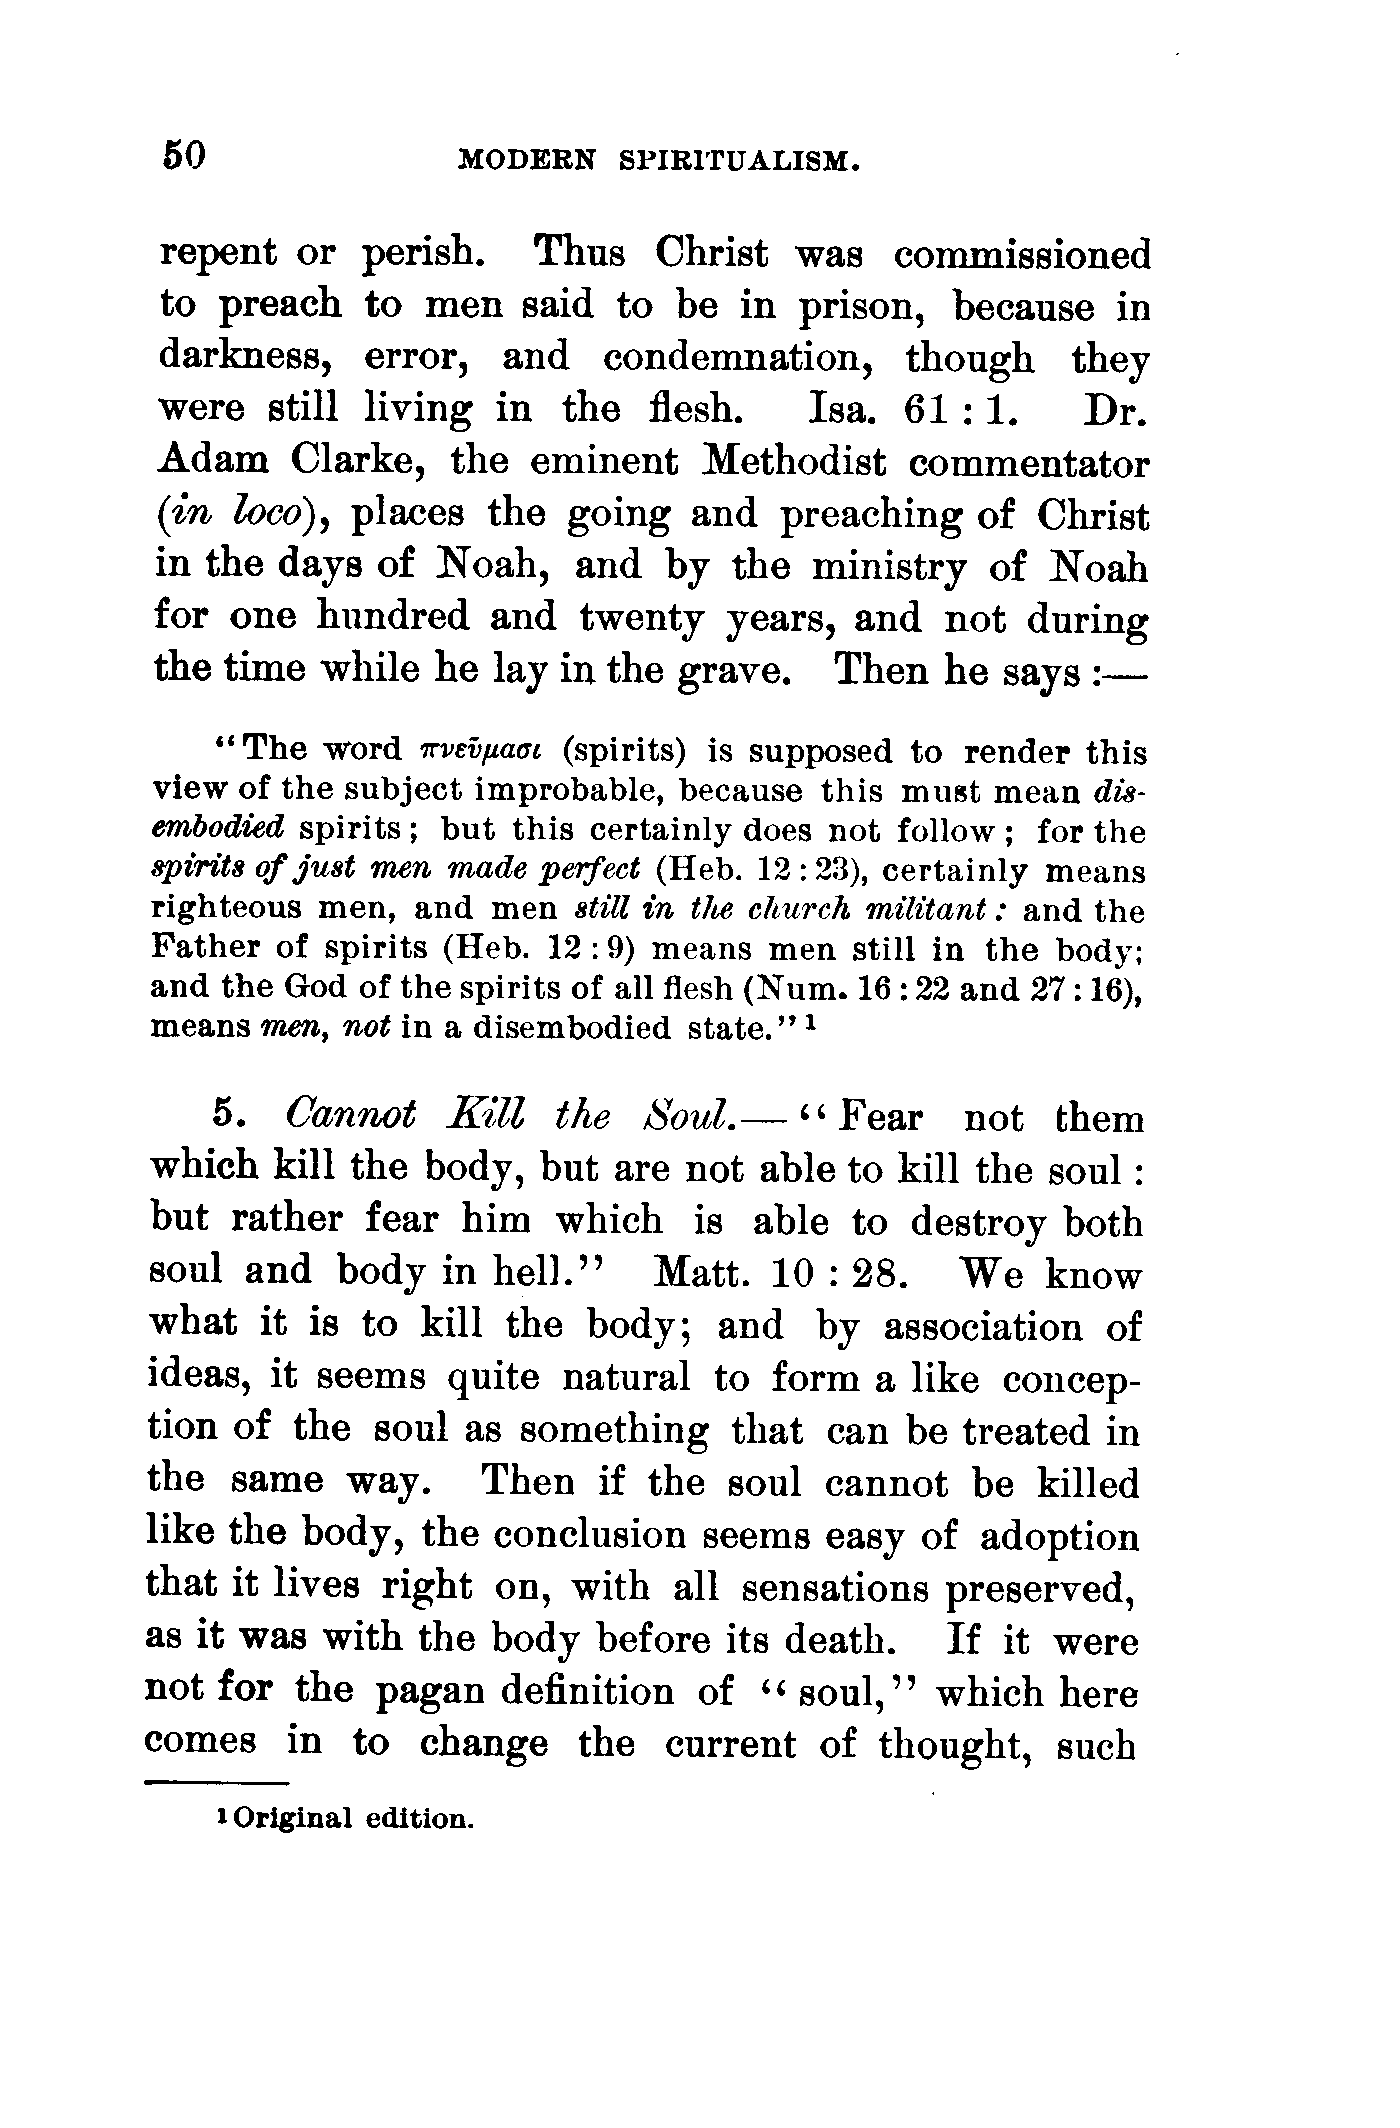 50 MODERN SPIRITUALISM.
repent or perish. Thus Christ was commissioned
to preach to men said to be in prison, because in
darkness, error, and condemnation, though they
were still living in the flesh. Isa. 61 : 1. Dr.
Adam Clarke, the eminent Methodist commentator
(in loco), places the going and preaching of Christ
in the days of Noah, and by the ministry of Noah
for one hundred and twenty years, and not during
the time while he lay in the grave. Then he says :—
“The word πνεῦμασι (spirits) is supposed to render this
view of the subject improbable, because this must mean dis-
embodied spirits ; but this certainly does not follow ; for the
spirits of just men made perfect (Heb. 12 : 23), certainly means
righteous men, and men still in the church militant : and the
Father of spirits (Heb. 12 : 9) means men still in the body;
and the God of the spirits of all flesh (Num. 16 : 22 and 27 : 16),
means men, not in a disembodied state.” 1
5. Cannot Kill the Soul.— “ Fear not them
which kill the body, but are not able to kill the soul :
but rather fear him which is able to destroy both
soul and body in hell.” Matt. 10 : 28. We know
what it is to kill the body; and by association of
ideas, it seems quite natural to form a like concep-
tion of the soul as something that can be treated in
the same way. Then if the soul cannot be killed
like the body, the conclusion seems easy of adoption
that it lives right on, with all sensations preserved,
as it was with the body before its death. If it were
not for the pagan definition of “ soul,” which here
comes in to change the current of thought, such
1 Original edition.